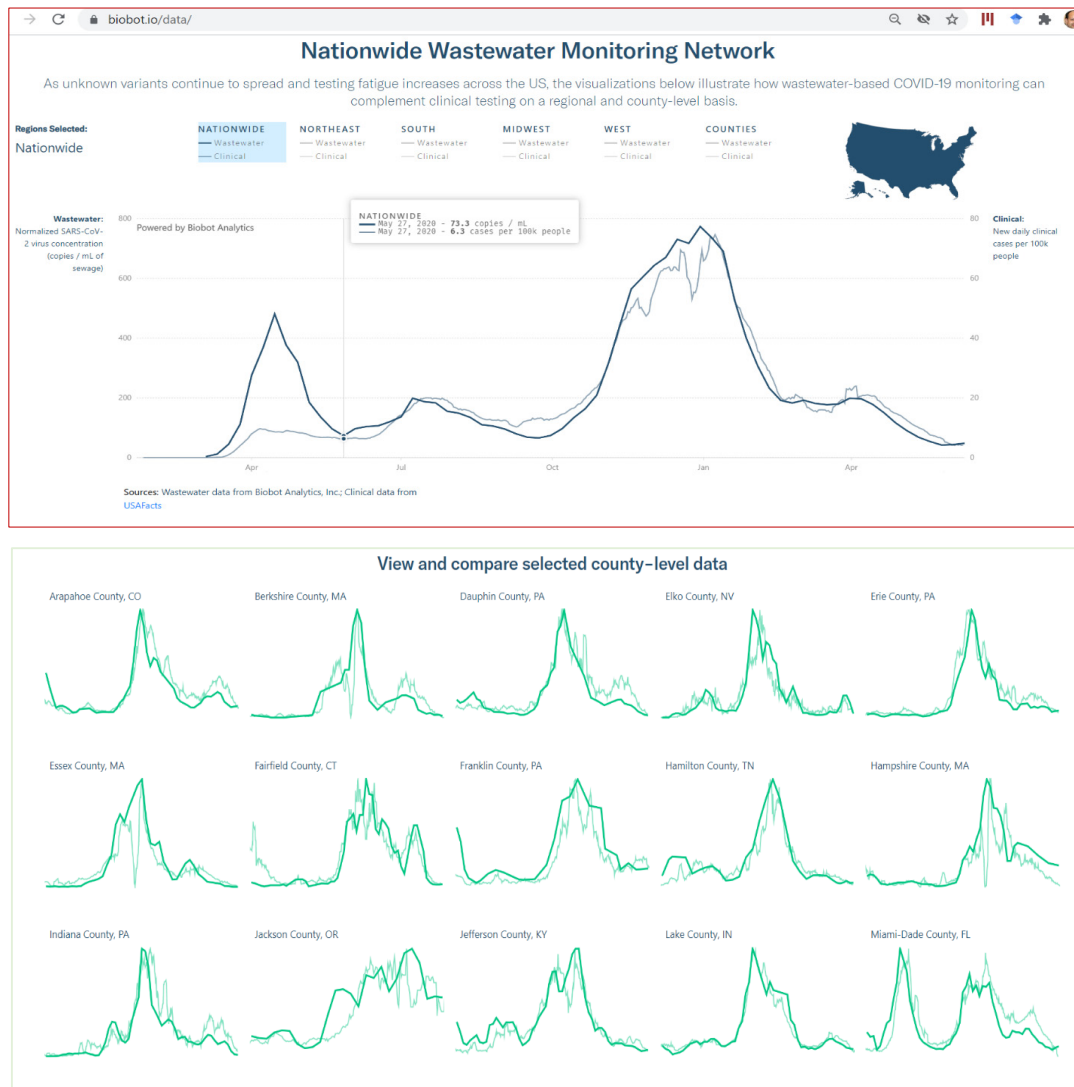 biobot.io/data/
Nationwide Wastewater Monitoring Network
As unknown variants continue to spread and testing fatigue increases across the US, the visualizations below illustrate how wastewater-based COVID-19 monitoring can
complement clinical testing on a regional and county-level basis.
Regions Selected:
Nationwide
NATIONWIDE
Wastewater
Clinical
NORTHEAST
Wastewater
Clinical
SOUTH
Wastewater
Clinical
MIDWEST
Wastewater
Clinical
WEST
Wastewater
Clinical
COUNTIES
Wastewater
Clinical
Wastewater:
Normalized SARS-CoV-
2 virus concentration
(copies / mL of
sewage)
800
600
400
200
0
Powered by Biobot Analytics
NATIONWIDE
May 27, 2020 - 73.3 copies / mL
May 27, 2020 - 6.3 cases per 100k people
80
60
40
20
0
Clinical:
New daily clinical
cases per 100k
people
Apr
Jul
Oct
Jan
Apr
Sources: Wastewater data from Biobot Analytics, Inc.; Clinical data from
USAFacts
View and compare selected county-level data
Arapahoe County, CO
Berkshire County, MA
Dauphin County, PA
Elko County, NV
Erie County, PA
Essex County, MA
Fairfield County, CT
Franklin County, PA
Hamilton County, TN
Hampshire County, MA
Indiana County, PA
Jackson County, OR
Jefferson County, KY
Lake County, IN
Miami-Dade County, FL